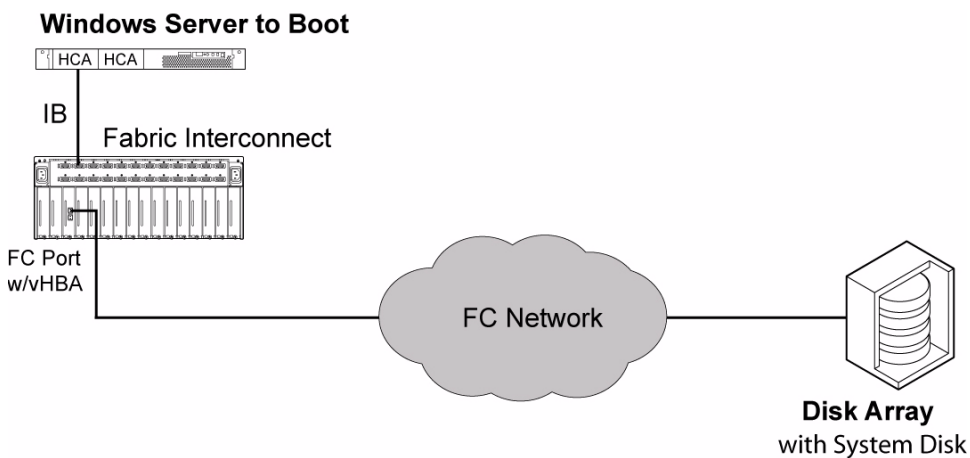 Windows Server to Boot
HCA HCA
IB
Fabric Interconnect
FC Port
w/vHBA
FC Network
Disk Array
with System Disk